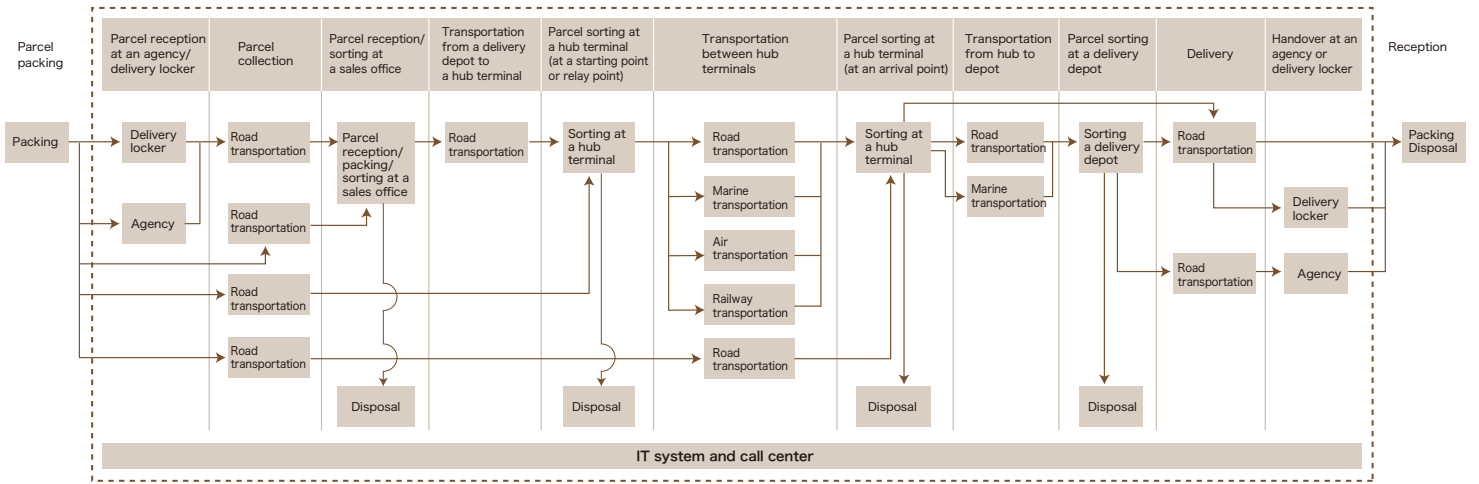 Parcel
packing
Parcel reception
at an agency/
delivery locker
Parcel
collection
Parcel reception/
sorting at
a sales office
Transportation
from a delivery
depot to
a hub terminal
Parcel sorting at
a hub terminal
(at a starting point
or relay point)
Transportation
between hub
terminals
Parcel sorting at
a hub terminal
(at an arrival point)
Transportation
from hub to
depot
Parcel sorting
at a delivery
depot
Delivery
Handover at an
agency or
delivery locker
Reception
Packing
Delivery
locker
Agency
Road
transportation
Road
transportation
Road
transportation
Road
transportation
Parcel
reception/
packing/
sorting at a
sales office
Disposal
Road
transportation
Sorting at
a hub
terminal
Disposal
Road
transportation
Marine
transportation
Air
transportation
Railway
transportation
Road
transportation
Sorting at
a hub
terminal
Disposal
Road
transportation
Marine
transportation
Sorting
a delivery
depot
Disposal
Road
transportation
Road
transportation
Delivery
locker
Agency
Packing
Disposal
IT system and call center